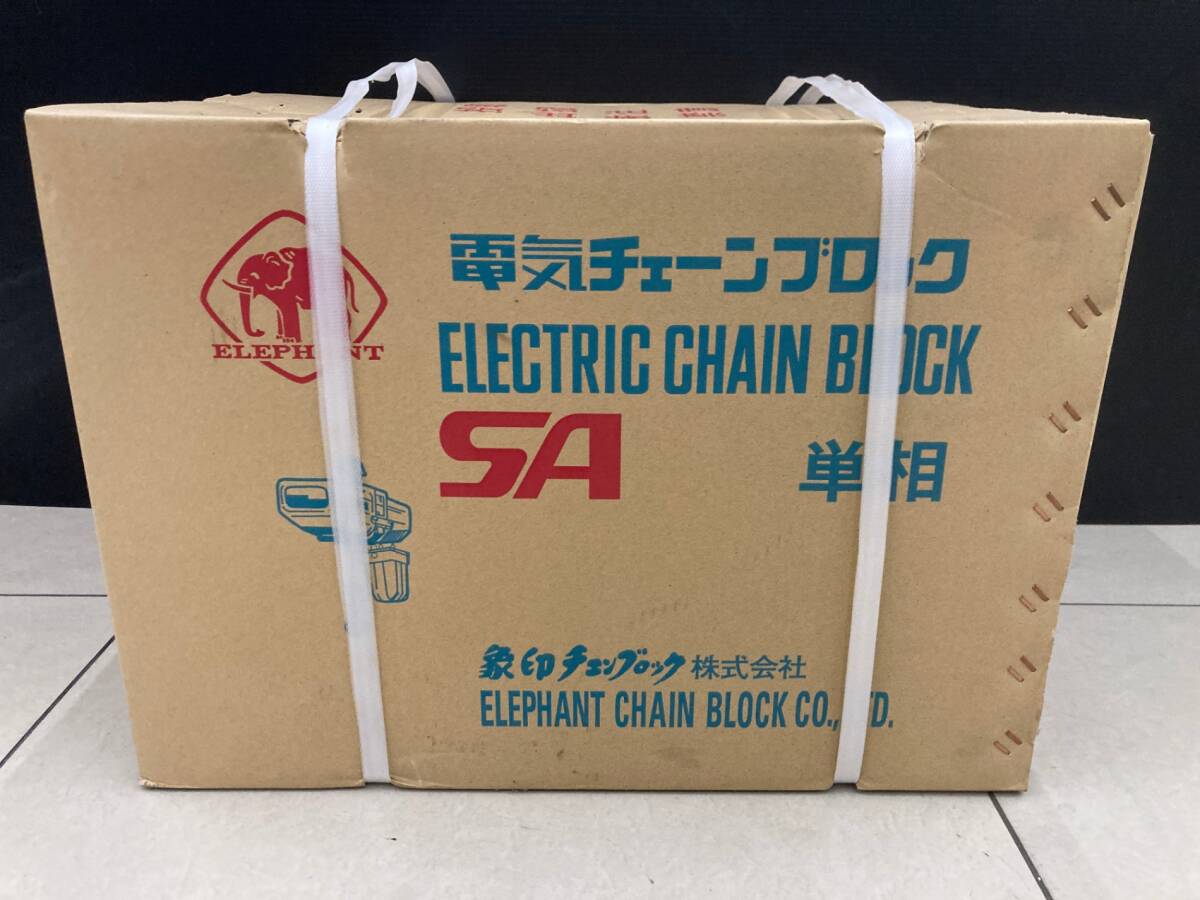 ELEPHANT
電気チェーンブロック
ELECTRIC CHAIN BLOCK
SA 単相
象印チェンブロック株式会社
ELEPHANT CHAIN BLOCK CO., LTD.